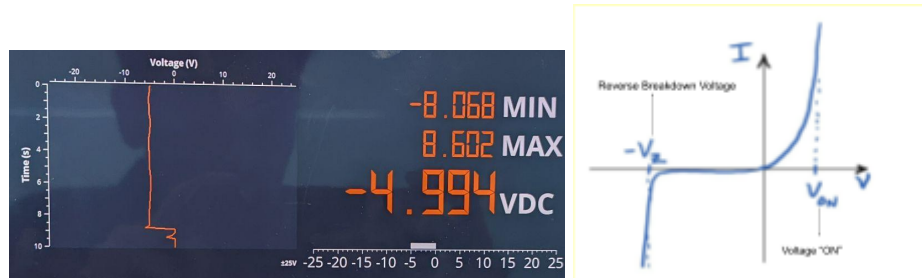 Voltage (V)
-20 -10 0 10 20
0
2
4
6
8
10
Time (s)
-8.068 MIN
8.602 MAX
-4.994 VDC
±25V -25 -20 -15 -10 -5 0 5 10 15 20 25
I
Reverse Breakdown Voltage
-Vz
V
VON
Voltage "ON"